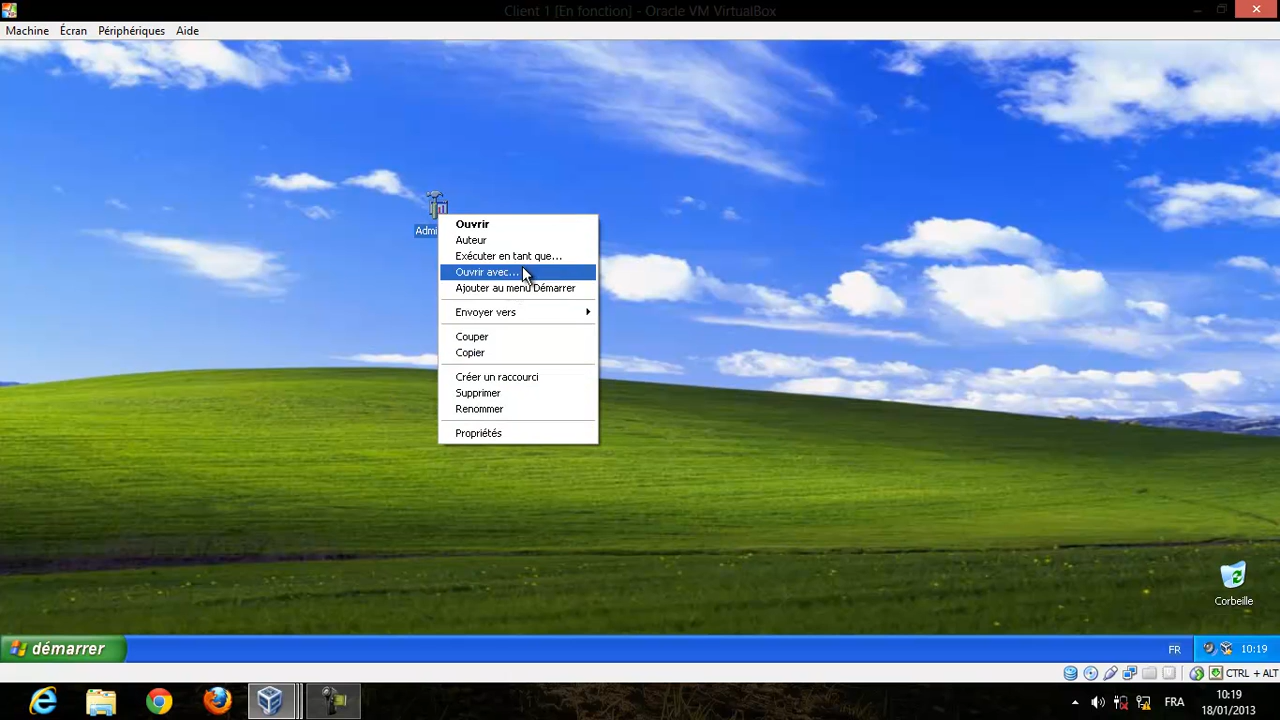 Client 1 [En fonction] - Oracle VM VirtualBox
Machine Écran Périphériques Aide
Ouvrir
Auteur
Exécuter en tant que...
Ouvrir avec...
Ajouter au menu Démarrer
Envoyer vers
Couper
Copier
Créer un raccourci
Supprimer
Renommer
Propriétés
Corbeille
démarrer FR 10:19
CTRL + ALT
FRA 10:19
18/01/2013